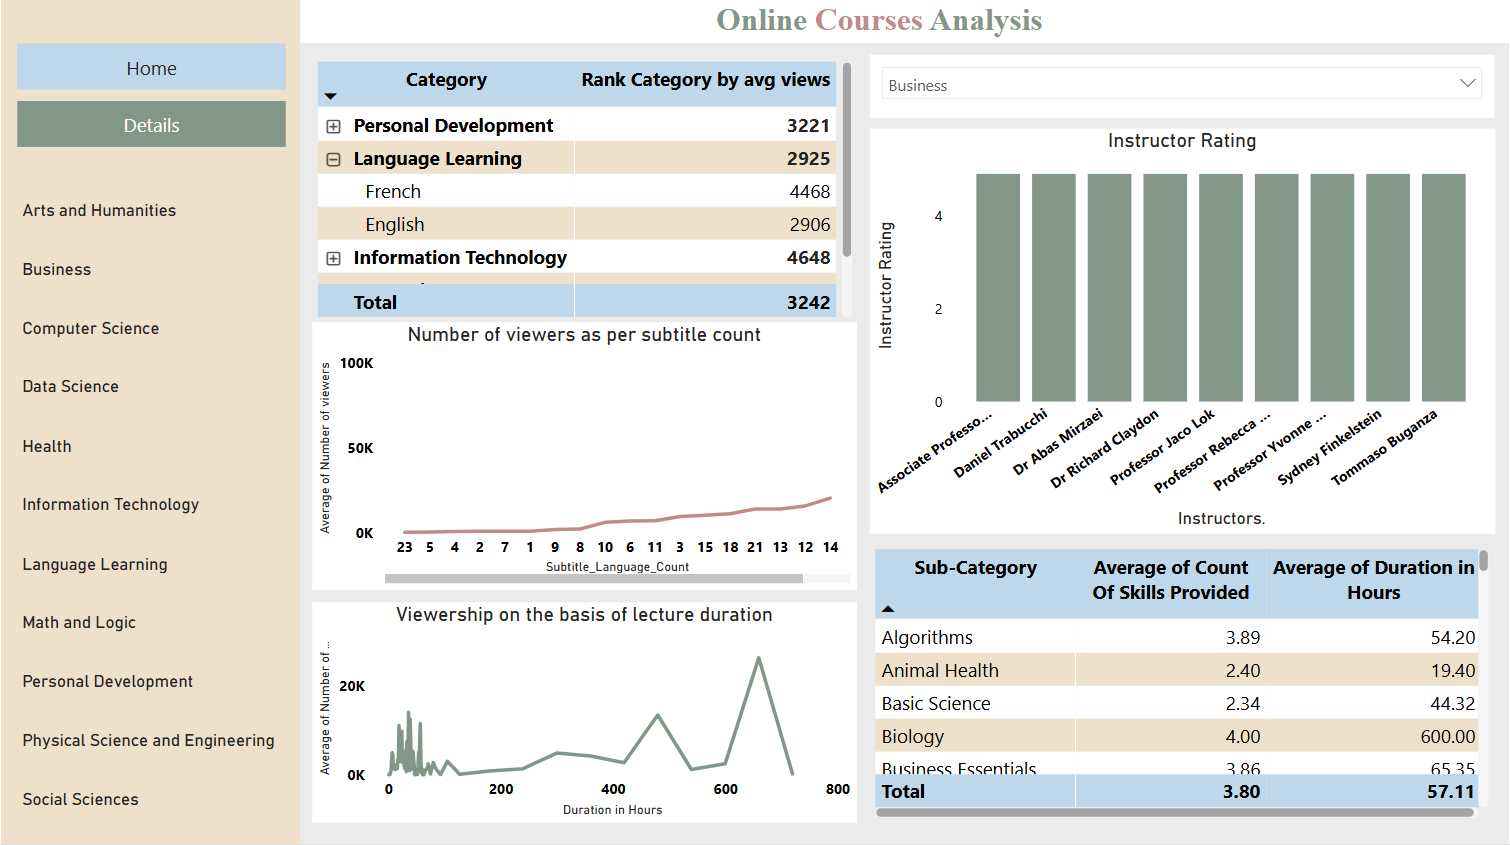 Online Courses Analysis
Home
Details
Arts and Humanities
Business
Computer Science
Data Science
Health
Information Technology
Language Learning
Math and Logic
Personal Development
Physical Science and Engineering
Social Sciences
Category Rank Category by avg views
Personal Development 3221
Language Learning 2925
French 4468
English 2906
Information Technology 4648
Total 3242
Number of viewers as per subtitle count
Average of Number of viewers
100K
50K
0K
23 5 4 2 7 1 9 8 10 6 11 3 15 18 21 13 12 14
Subtitle_Language_Count
Viewership on the basis of lecture duration
Average of Number of ...
20K
0K
0 200 400 600 800
Duration in Hours
Business
Instructor Rating
Instructor Rating
4
2
0
Associate Professo...
Daniel Trabucchi
Dr Abas Mirzaei
Dr Richard Claydon
Professor Jaco Lok
Professor Rebecca ...
Professor Yvonne ...
Sydney Finkelstein
Tommaso Buganza
Instructors.
Sub-Category Average of Count Average of Duration in
Of Skills Provided Hours
Algorithms 3.89 54.20
Animal Health 2.40 19.40
Basic Science 2.34 44.32
Biology 4.00 600.00
Business Essentials 3.86 65.35
Total 3.80 57.11